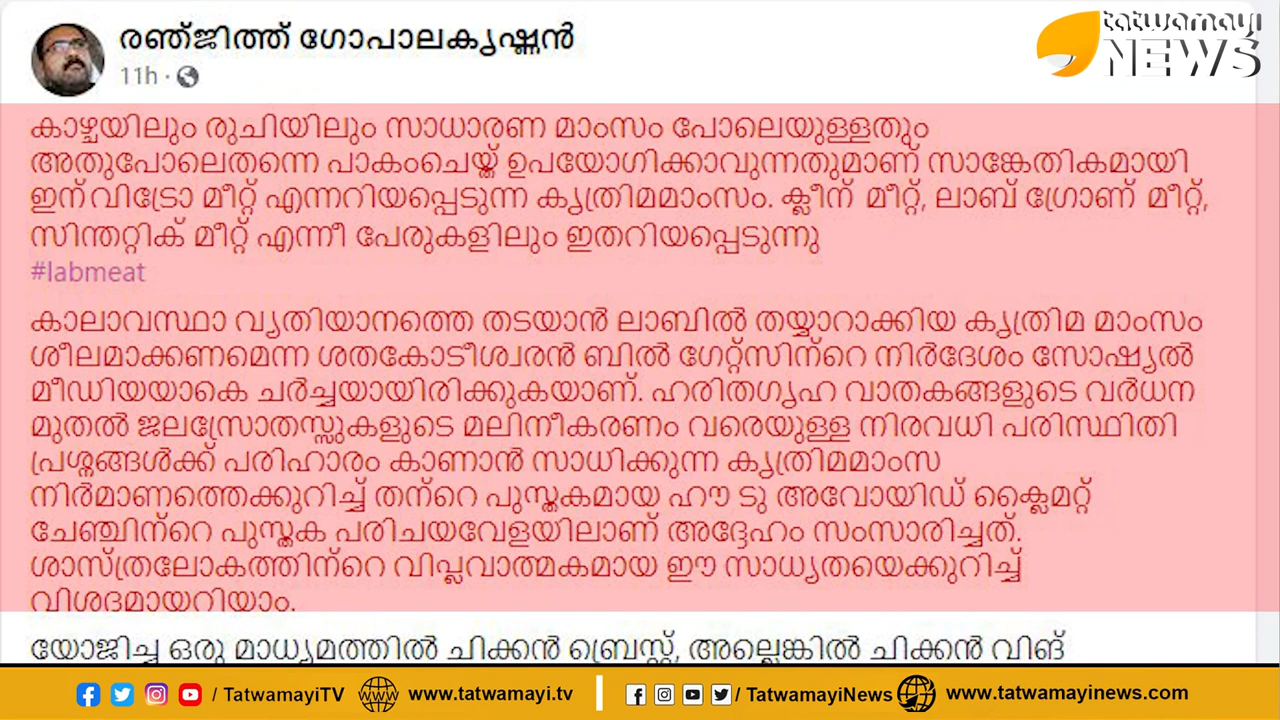 രഞ്ജിത്ത് ഗോപാലകൃഷ്ണൻ
11h ·
tatwamayi
NEWS
കാഴ്ചയിലും രുചിയിലും സാധാരണ മാംസം പോലെയുള്ളതും
അതുപോലെതന്നെ പാകംചെയ്ത് ഉപയോഗിക്കാവുന്നതുമാണ് സാങ്കേതികമായി
ഇന്‌വിട്രോ മീറ്റ് എന്നറിയപ്പെടുന്ന കൃത്രിമമാംസം. ക്ലീന് മീറ്റ്, ലാബ് ഗ്രോണ് മീറ്റ്,
സിന്തറ്റിക് മീറ്റ് എന്നീ പേരുകളിലും ഇതറിയപ്പെടുന്നു
#labmeat
കാലാവസ്ഥാ വ്യതിയാനത്തെ തടയാൻ ലാബിൽ തയ്യാറാക്കിയ കൃത്രിമ മാംസം
ശീലമാക്കണമെന്ന ശതകോടീശ്വരൻ ബിൽ ഗേറ്റ്സിന്റെ നിർദേശം സോഷ്യൽ
മീഡിയയാകെ ചർച്ചയായിരിക്കുകയാണ്. ഹരിതഗൃഹ വാതകങ്ങളുടെ വർധന
മുതൽ ജലസ്രോതസ്സുകളുടെ മലിനീകരണം വരെയുള്ള നിരവധി പരിസ്ഥിതി
പ്രശ്നങ്ങൾക്ക് പരിഹാരം കാണാൻ സാധിക്കുന്ന കൃത്രിമമാംസ
നിർമാണത്തെക്കുറിച്ച് തന്റെ പുസ്തകമായ ഹൗ ടു അവോയിഡ് ക്ലൈമറ്റ്
ചേഞ്ചിന്റെ പുസ്തക പരിചയവേളയിലാണ് അദ്ദേഹം സംസാരിച്ചത്.
ശാസ്ത്രലോകത്തിന്റെ വിപ്ലവാത്മകമായ ഈ സാധ്യതയെക്കുറിച്ച്
വിശദമായറിയാം.
യോജിച്ച ഒരു മാധ്യമത്തിൽ ചിക്കൻ ബ്രെസ്റ്റ്, അല്ലെങ്കിൽ ചിക്കൻ വിങ്
/ TatwamayiTV www.tatwamayi.tv / TatwamayiNews www.tatwamayinews.com